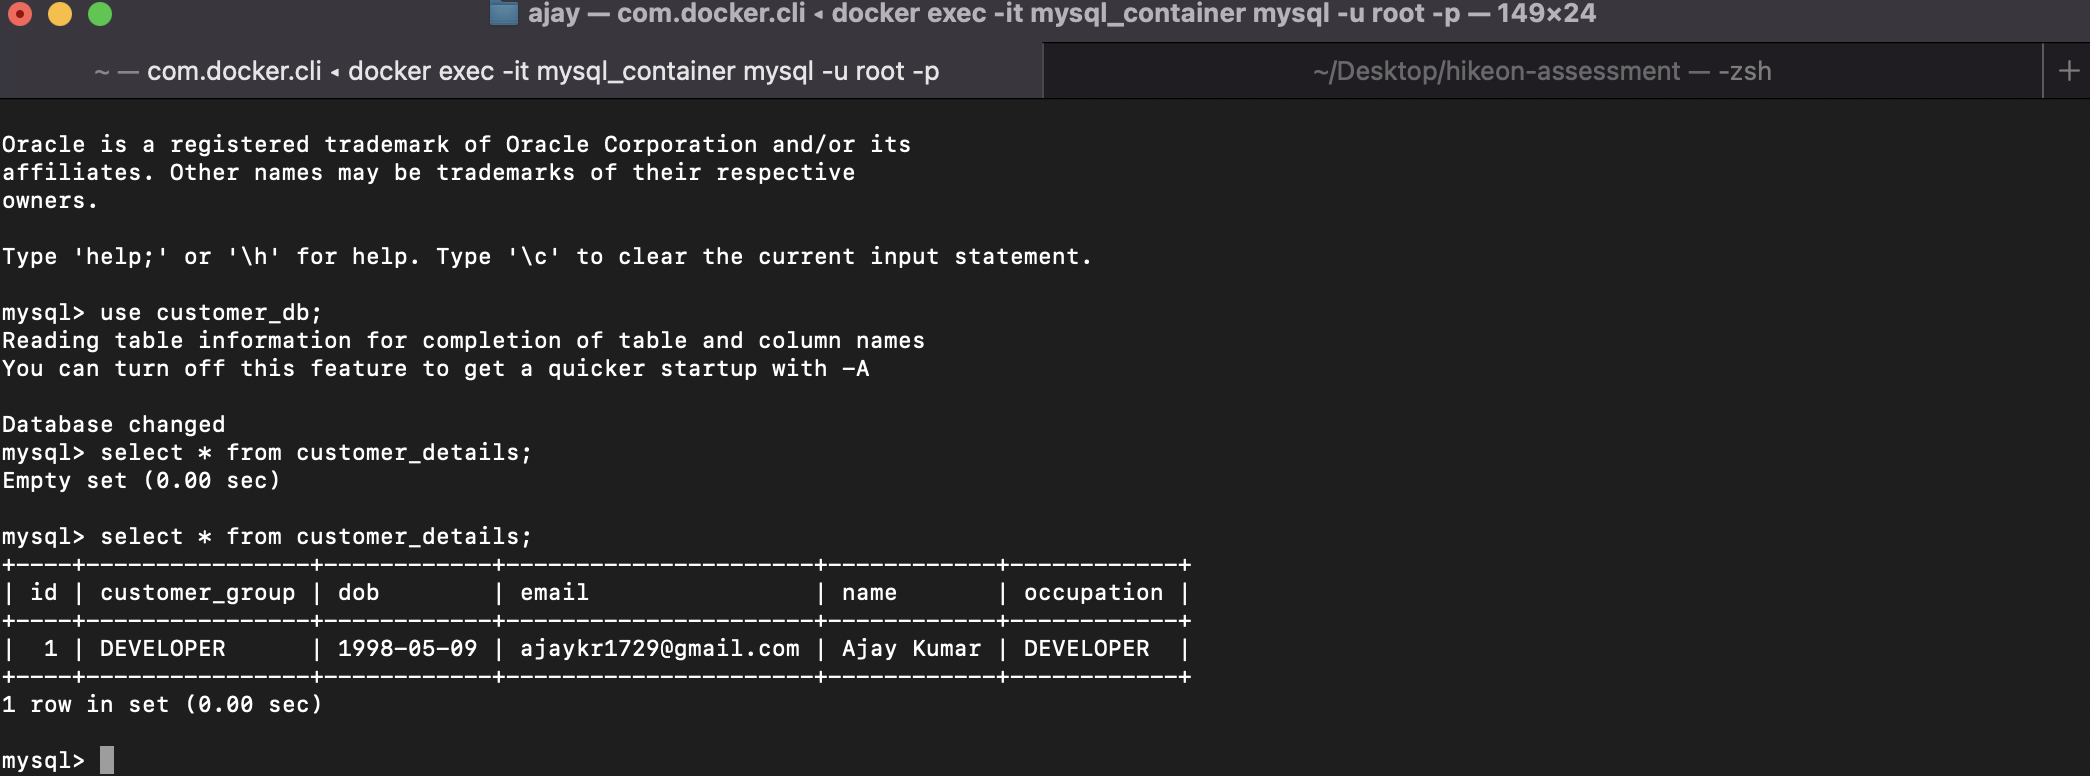 ajay — com.docker.cli ◂ docker exec -it mysql_container mysql -u root -p — 149×24
~ — com.docker.cli ◂ docker exec -it mysql_container mysql -u root -p
~/Desktop/hikeon-assessment — -zsh
+
Oracle is a registered trademark of Oracle Corporation and/or its
affiliates. Other names may be trademarks of their respective
owners.
Type 'help;' or '\h' for help. Type '\c' to clear the current input statement.
mysql> use customer_db;
Reading table information for completion of table and column names
You can turn off this feature to get a quicker startup with -A
Database changed
mysql> select * from customer_details;
Empty set (0.00 sec)
mysql> select * from customer_details;
+----+----------------+------------+----------------------+------------+------------+
| id | customer_group | dob        | email                | name       | occupation |
+----+----------------+------------+----------------------+------------+------------+
|  1 | DEVELOPER      | 1998-05-09 | ajaykr1729@gmail.com | Ajay Kumar | DEVELOPER  |
+----+----------------+------------+----------------------+------------+------------+
1 row in set (0.00 sec)
mysql>